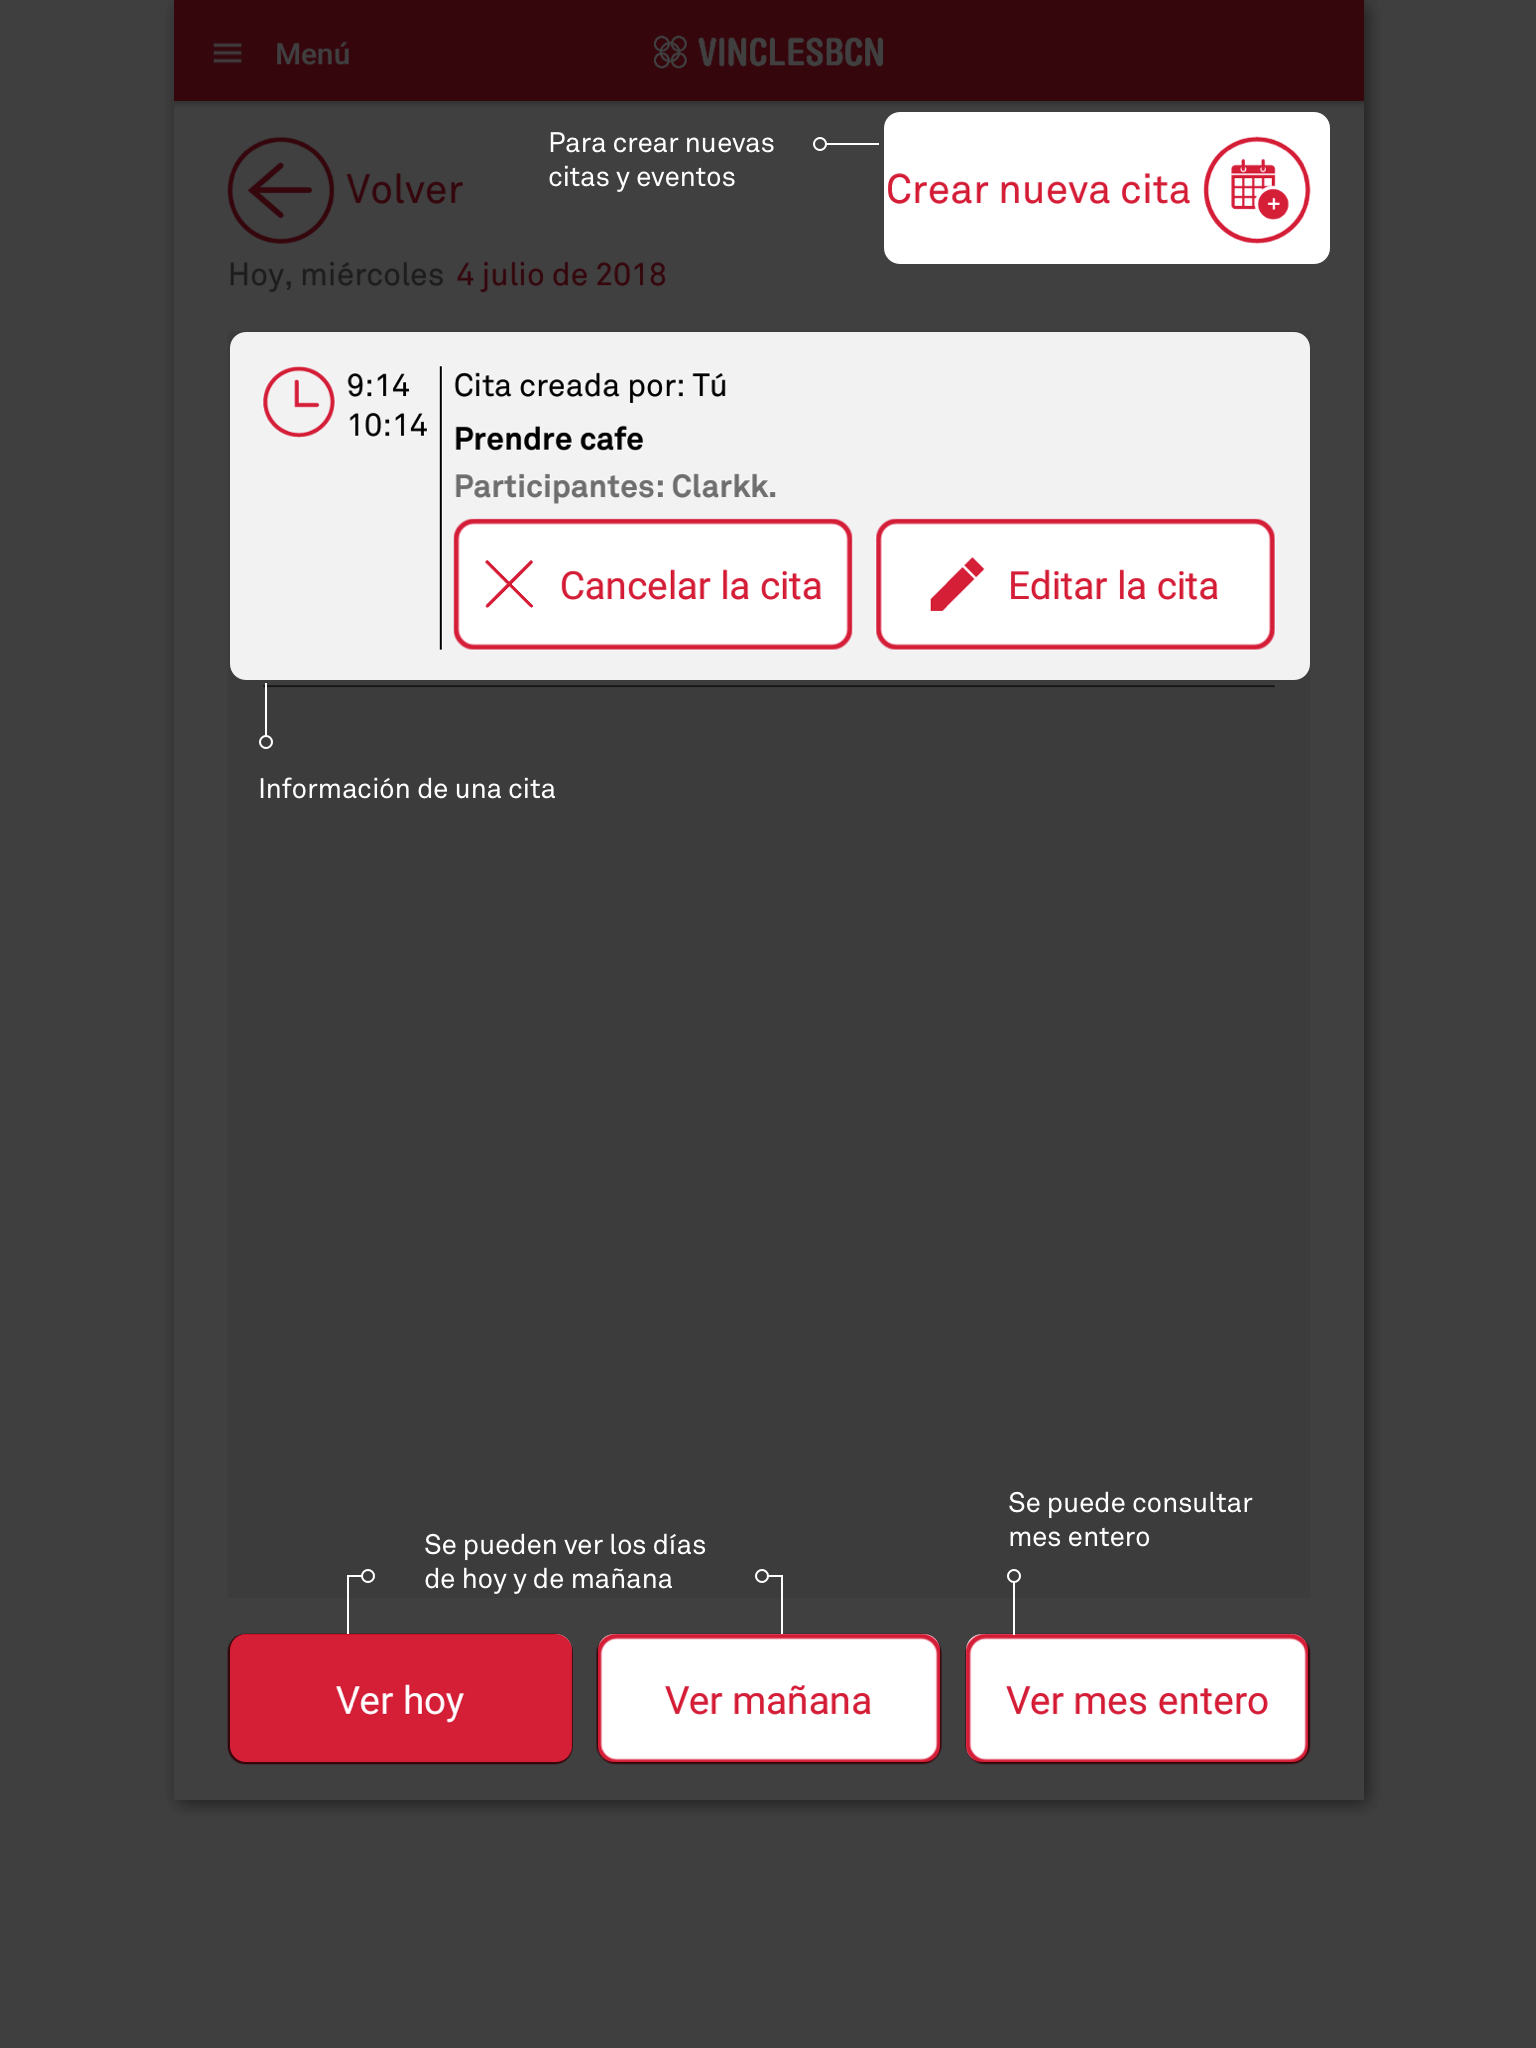 Menú
VINCLESBCN
Para crear nuevas
citas y eventos
Volver
Crear nueva cita
Hoy, miércoles 4 julio de 2018
9:14
10:14
Cita creada por: Tú
Prendre cafe
Participantes: Clarkk.
Cancelar la cita
Editar la cita
Información de una cita
Se puede consultar
mes entero
Se pueden ver los días
de hoy y de mañana
Ver hoy
Ver mañana
Ver mes entero